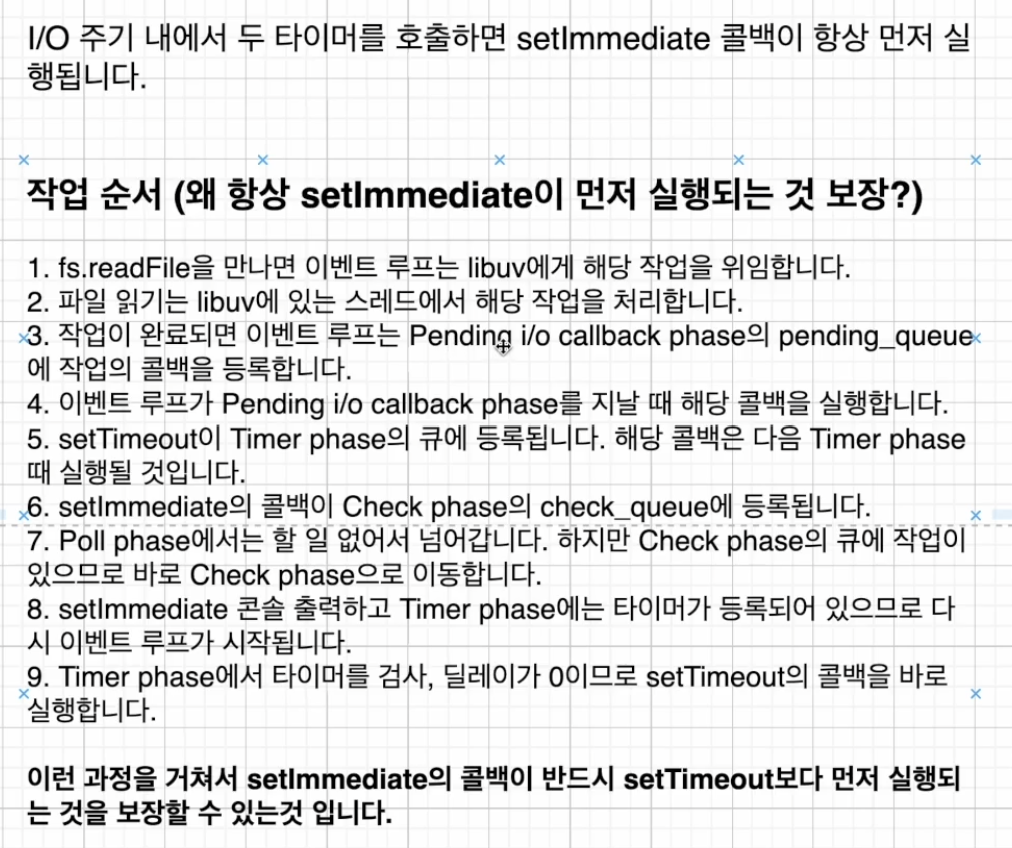 I/O 주기 내에서 두 타이머를 호출하면 setImmediate 콜백이 항상 먼저 실
행됩니다.
작업 순서 (왜 항상 setImmediate이 먼저 실행되는 것 보장?)
1. fs.readFile을 만나면 이벤트 루프는 libuv에게 해당 작업을 위임합니다.
2. 파일 읽기는 libuv에 있는 스레드에서 해당 작업을 처리합니다.
3. 작업이 완료되면 이벤트 루프는 Pending i/o callback phase의 pending_queue
에 작업의 콜백을 등록합니다.
4. 이벤트 루프가 Pending i/o callback phase를 지날 때 해당 콜백을 실행합니다.
5. setTimeout이 Timer phase의 큐에 등록됩니다. 해당 콜백은 다음 Timer phase
때 실행될 것입니다.
6. setImmediate의 콜백이 Check phase의 check_queue에 등록됩니다.
7. Poll phase에서는 할 일 없어서 넘어갑니다. 하지만 Check phase의 큐에 작업이
있으므로 바로 Check phase으로 이동합니다.
8. setImmediate 콘솔 출력하고 Timer phase에는 타이머가 등록되어 있으므로 다
시 이벤트 루프가 시작됩니다.
9. Timer phase에서 타이머를 검사, 딜레이가 0이므로 setTimeout의 콜백을 바로
실행합니다.
이런 과정을 거쳐서 setImmediate의 콜백이 반드시 setTimeout보다 먼저 실행되
는 것을 보장할 수 있는것 입니다.